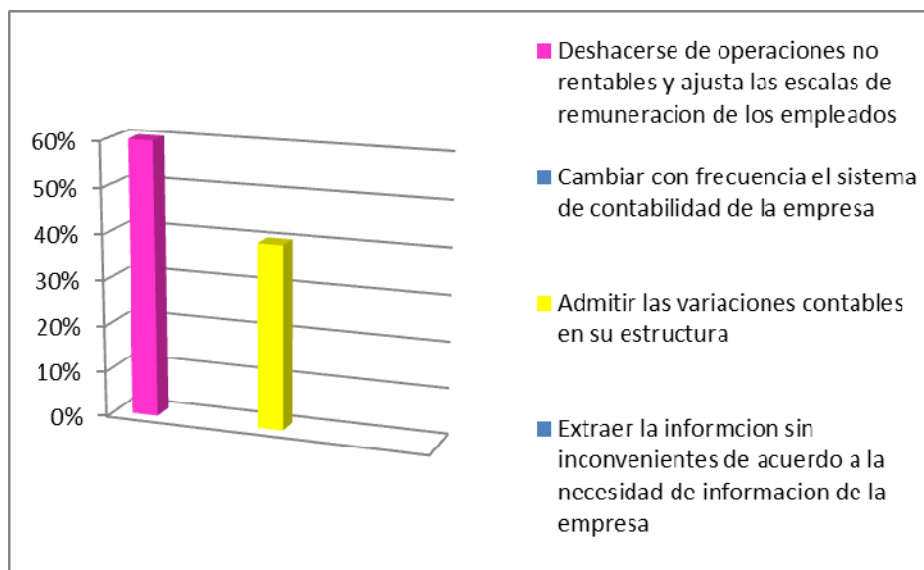 60%
50%
40%
30%
20%
10%
0%
Deshacerse de operaciones no
rentables y ajusta las escalas de
remuneracion de los empleados
Cambiar con frecuencia el sistema
de contabilidad de la empresa
Admitir las variaciones contables
en su estructura
Extraer la informcion sin
inconvenientes de acuerdo a la
necesidad de informacion de la
empresa